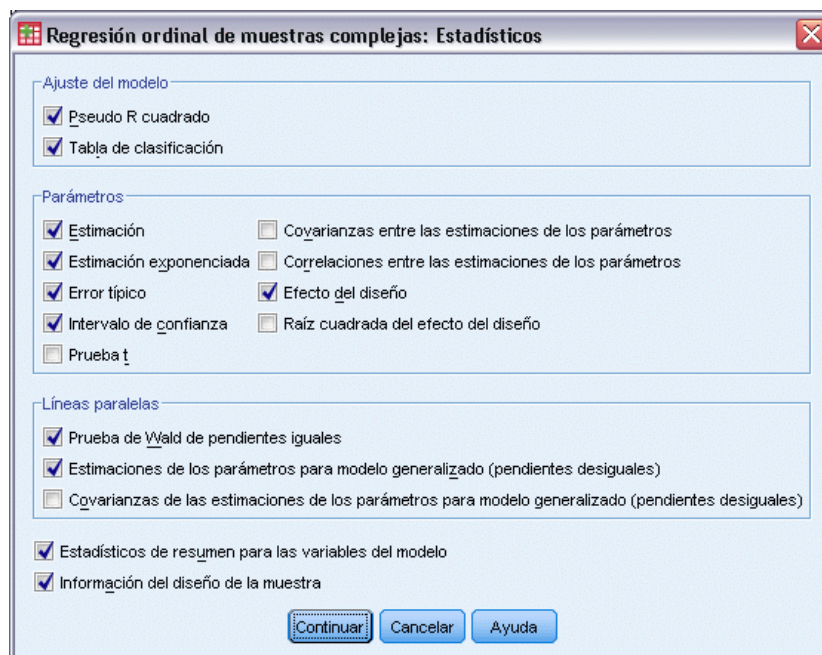 Regresión ordinal de muestras complejas: Estadísticos
Ajuste del modelo
Pseudo R cuadrado
Tabla de clasificación
Parámetros
Estimación
Covarianzas entre las estimaciones de los parámetros
Estimación exponenciada
Correlaciones entre las estimaciones de los parámetros
Error típico
Efecto del diseño
Intervalo de confianza
Raíz cuadrada del efecto del diseño
Prueba t
Líneas paralelas
Prueba de Wald de pendientes iguales
Estimaciones de los parámetros para modelo generalizado (pendientes desiguales)
Covarianzas de las estimaciones de los parámetros para modelo generalizado (pendientes desiguales)
Estadísticos de resumen para las variables del modelo
Información del diseño de la muestra
Continuar Cancelar Ayuda